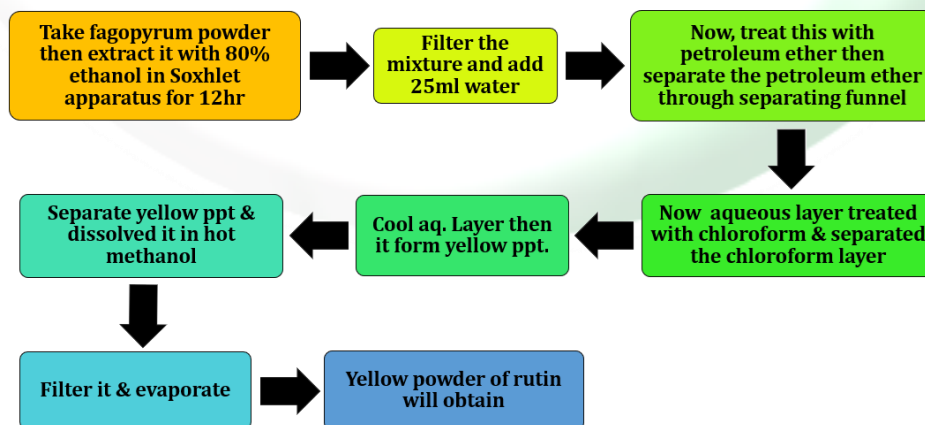 Take fagopyrum powder
then extract it with 80%
ethanol in Soxhlet
apparatus for 12hr
Filter the
mixture and add
25ml water
Now, treat this with
petroleum ether then
separate the petroleum ether
through separating funnel
Now  aqueous layer treated
with chloroform & separated
the chloroform layer
Cool aq. Layer then
it form yellow ppt.
Separate yellow ppt &
dissolved it in hot
methanol
Filter it & evaporate
Yellow powder of rutin
will obtain